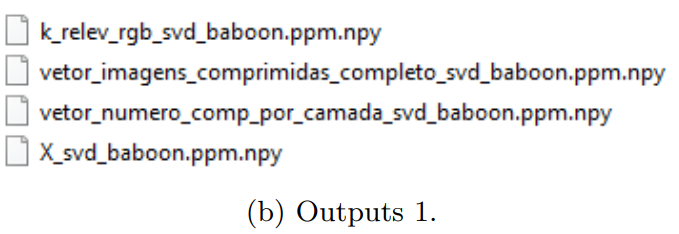 k_relev_rgb_svd_baboon.ppm.npy
vetor_imagens_comprimidas_completo_svd_baboon.ppm.npy
vetor_numero_comp_por_camada_svd_baboon.ppm.npy
X_svd_baboon.ppm.npy
(b) Outputs 1.